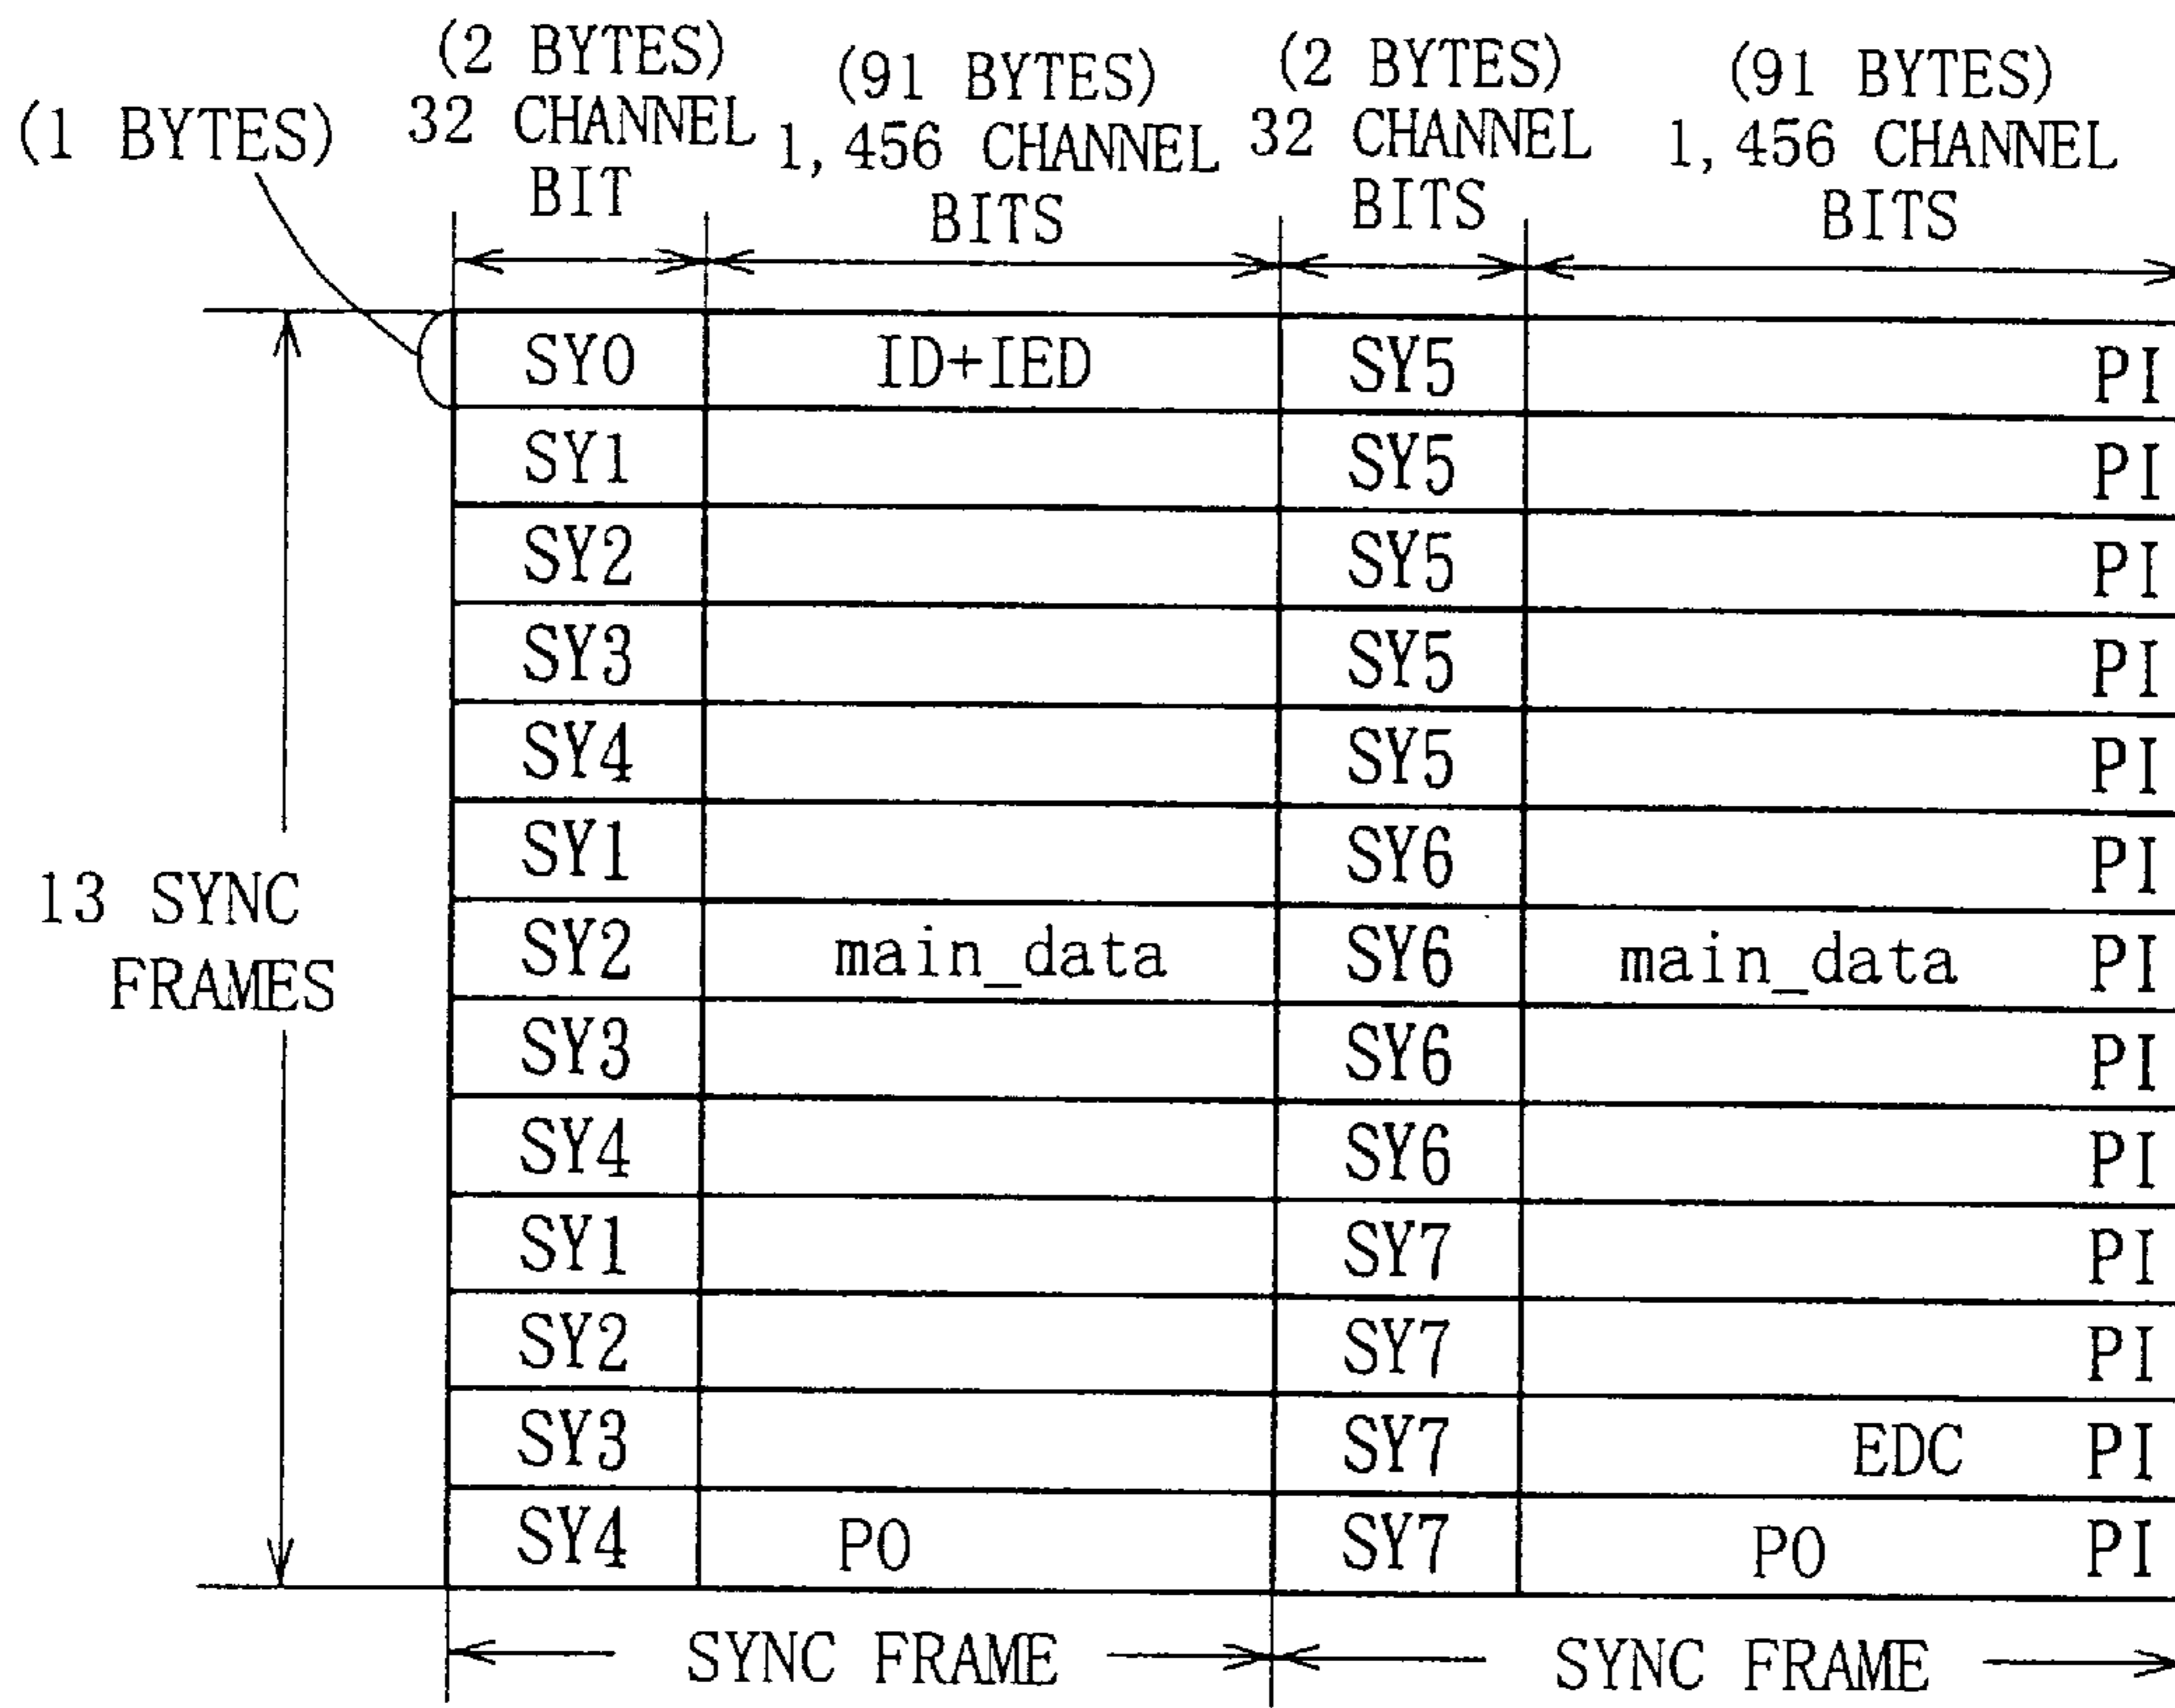 (1 BYTES)
(2 BYTES)
32 CHANNEL
BIT
(91 BYTES)
1,456 CHANNEL
BITS
(2 BYTES)
32 CHANNEL
BITS
(91 BYTES)
1,456 CHANNEL
BITS
13 SYNC
FRAMES
SY0 ID+IED SY5 PI
SY1 SY5 PI
SY2 SY5 PI
SY3 SY5 PI
SY4 SY5 PI
SY1 SY6 PI
SY2 main_data SY6 main_data PI
SY3 SY6 PI
SY4 SY6 PI
SY1 SY7 PI
SY2 SY7 PI
SY3 SY7 EDC PI
SY4 PO SY7 PO PI
SYNC FRAME SYNC FRAME